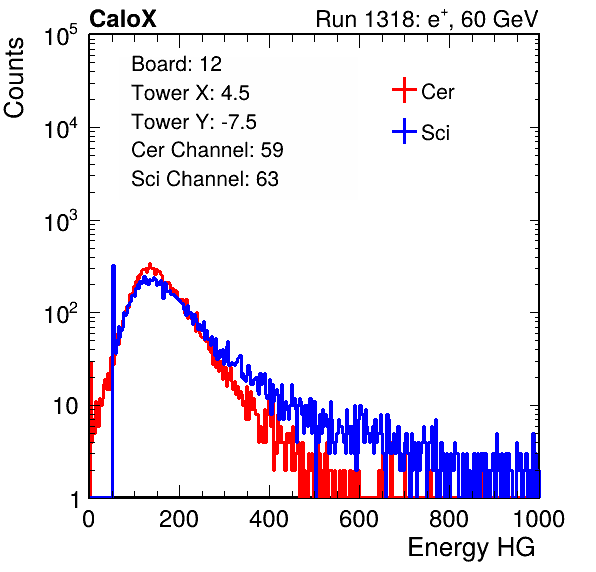 CaloX Run 1318: e⁺, 60 GeV
Counts
Board: 12
Tower X: 4.5
Tower Y: -7.5
Cer Channel: 59
Sci Channel: 63
Cer
Sci
10⁵
10⁴
10³
10²
10
1
0 200 400 600 800 1000
Energy HG